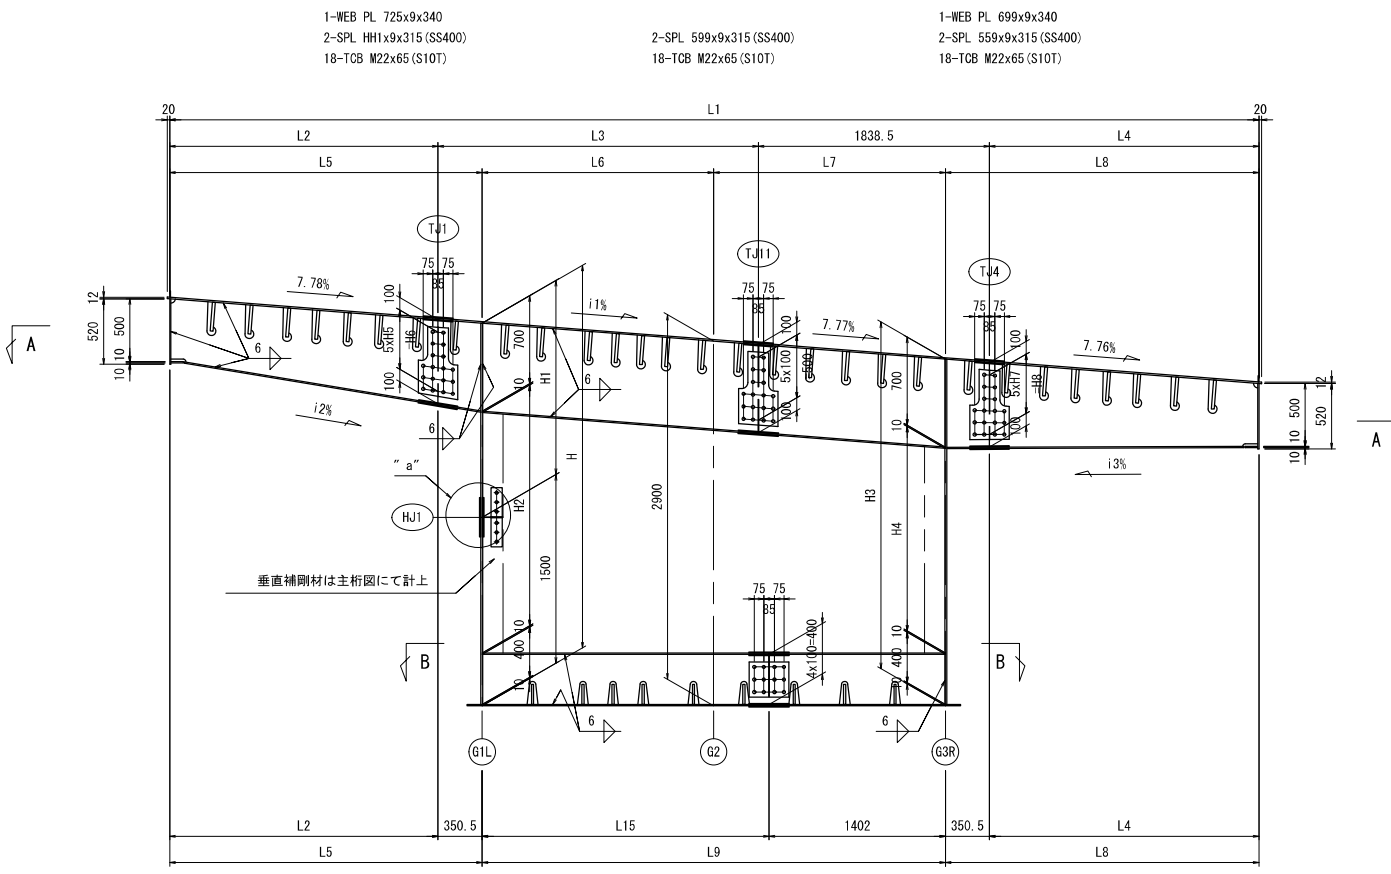 1-WEB PL 725x9x340
2-SPL HH1x9x315(SS400)
18-TCB M22x65(S10T)
2-SPL 599x9x315(SS400)
18-TCB M22x65(S10T)
1-WEB PL 699x9x340
2-SPL 559x9x315(SS400)
18-TCB M22x65(S10T)
20
L1
20
L2
L3
1838.5
L4
L5
L6
L7
L8
TJ1
TJ11
TJ4
75
75
85
75
75
85
75
75
85
7.78%
i1%
7.77%
7.76%
12
520
500
10
10
A
6
100
5xH5
H6
100
700
10
H1
6
100
5x100
=500
100
700
10
100
5xH7
=H8
100
12
500
520
10
10
A
i2%
6
i3%
"a"
HJ1
H2
H
2900
H3
H4
1500
垂直補剛材は主桁図にて計上
75
75
85
B
10
400
10
4x100=400
10
400
10
B
6
6
G1L
G2
G3R
L2
350.5
L15
1402
350.5
L4
L5
L9
L8